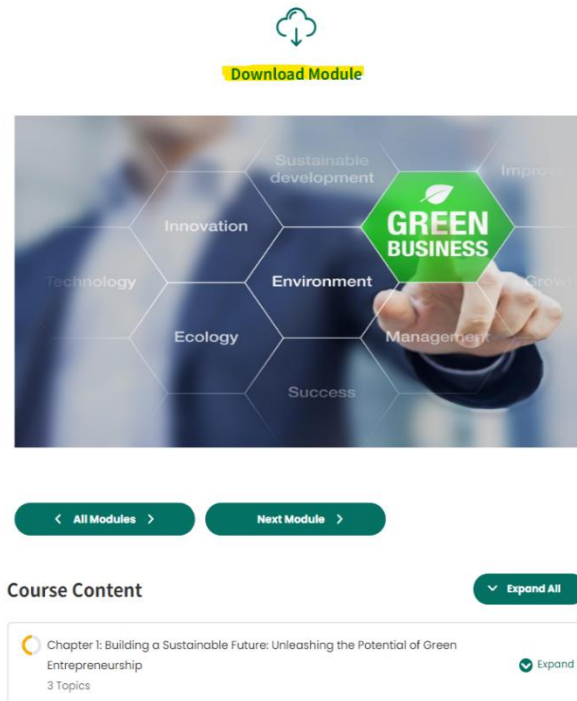 Download Module
Sustainable
development
Innovation
GREEN
BUSINESS
Technology
Environment
Ecology
Management
Success
All Modules
Next Module
Course Content
Expand All
Chapter 1: Building a Sustainable Future: Unleashing the Potential of Green
Entrepreneurship
Expand
3 Topics